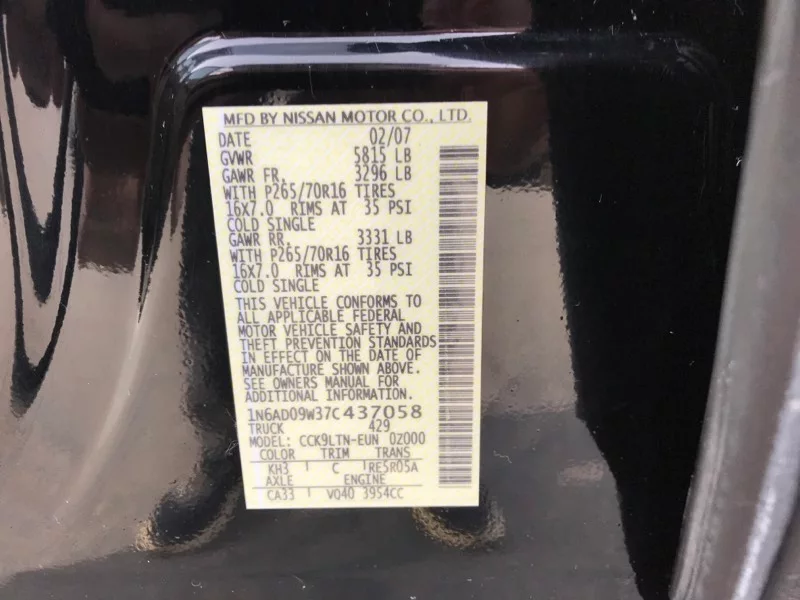 MFD BY NISSAN MOTOR CO., LTD.
DATE 02/07
GVWR 5815 LB
GAWR FR. 3296 LB
WITH P265/70R16 TIRES
16X7.0 RIMS AT 35 PSI
COLD SINGLE
GAWR RR. 3331 LB
WITH P265/70R16 TIRES
16X7.0 RIMS AT 35 PSI
COLD SINGLE
THIS VEHICLE CONFORMS TO
ALL APPLICABLE FEDERAL
MOTOR VEHICLE SAFETY AND
THEFT PREVENTION STANDARDS
IN EFFECT ON THE DATE OF
MANUFACTURE SHOWN ABOVE.
SEE OWNERS MANUAL FOR
ADDITIONAL INFORMATION.
1N6AD09W37C437058
TRUCK 429
MODEL: CCK9LTN-EUN 0Z000
COLOR TRIM TRANS
KH3 C RE5R05A
AXLE ENGINE
CA33 VQ40 3954CC